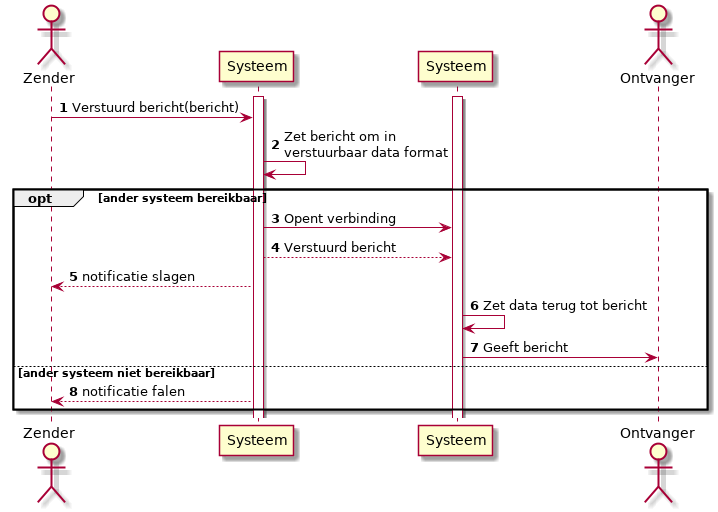 Zender
Systeem
Systeem
Ontvanger
1 Verstuurd bericht(bericht)
2 Zet bericht om in
verstuurbaar data format
opt [ander systeem bereikbaar]
3 Opent verbinding
4 Verstuurd bericht
5 notificatie slagen
6 Zet data terug tot bericht
7 Geeft bericht
[ander systeem niet bereikbaar]
8 notificatie falen
Zender
Systeem
Systeem
Ontvanger